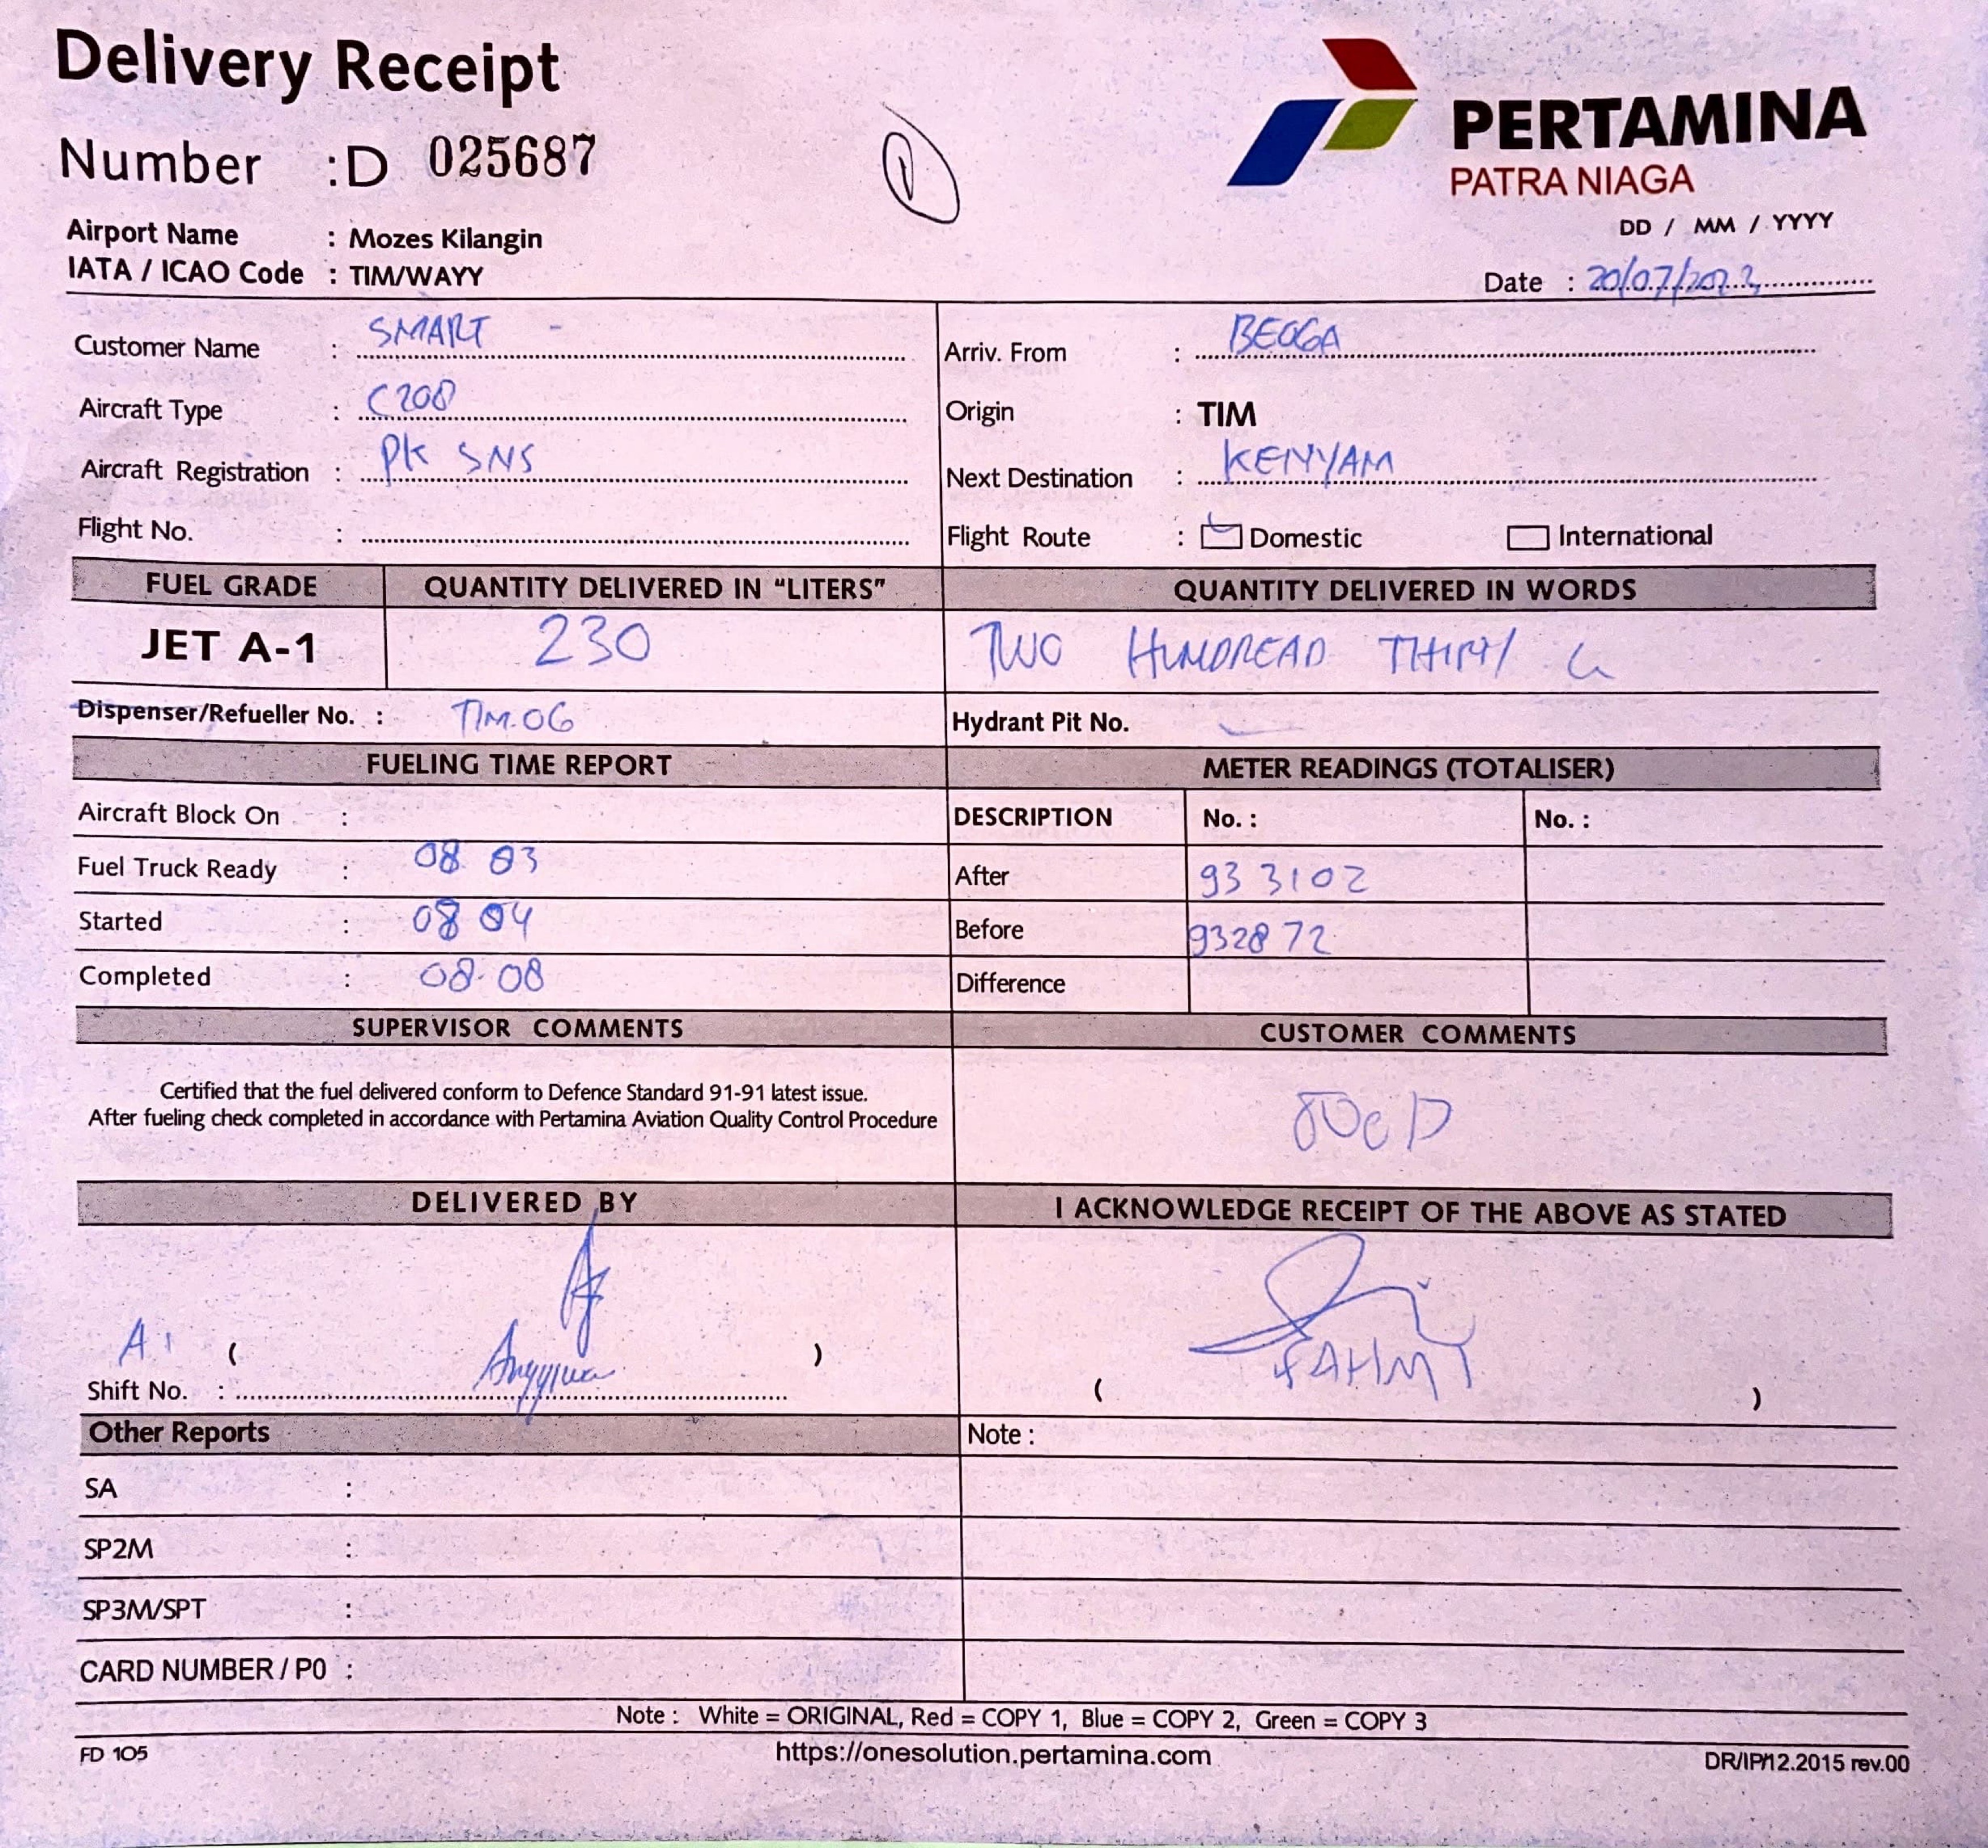 Delivery Receipt
Number : D 025687
1
PERTAMINA
PATRA NIAGA
Airport Name : Mozes Kilangin
IATA / ICAO Code : TIM/WAYY
DD / MM / YYYY
Date : 20/07/2023
Customer Name : SMART -
Arriv. From : BEOGA
Aircraft Type : C208
Origin : TIM
Aircraft Registration : PK SNS
Next Destination : KENYAM
Flight No. :
Flight Route : Domestic International
FUEL GRADE QUANTITY DELIVERED IN “LITERS” QUANTITY DELIVERED IN WORDS
JET A-1 230 TWO HUNDREAD THIRTY
Dispenser/Refueller No. : TIM.06 Hydrant Pit No.
FUELING TIME REPORT METER READINGS (TOTALISER)
Aircraft Block On : DESCRIPTION No. : No. :
Fuel Truck Ready : 08 03 After 933102
Started : 08 04 Before 932872
Completed : 08.08 Difference
SUPERVISOR COMMENTS CUSTOMER COMMENTS
Certified that the fuel delivered conform to Defence Standard 91-91 latest issue.
After fueling check completed in accordance with Pertamina Aviation Quality Control Procedure
DELIVERED BY I ACKNOWLEDGE RECEIPT OF THE ABOVE AS STATED
A1 ( )
Shift No. :
( FAHMI )
Other Reports Note :
SA :
SP2M :
SP3M/SPT :
CARD NUMBER / P0 :
Note : White = ORIGINAL, Red = COPY 1, Blue = COPY 2, Green = COPY 3
FD 105 https://onesolution.pertamina.com DR/IP/12.2015 rev.00